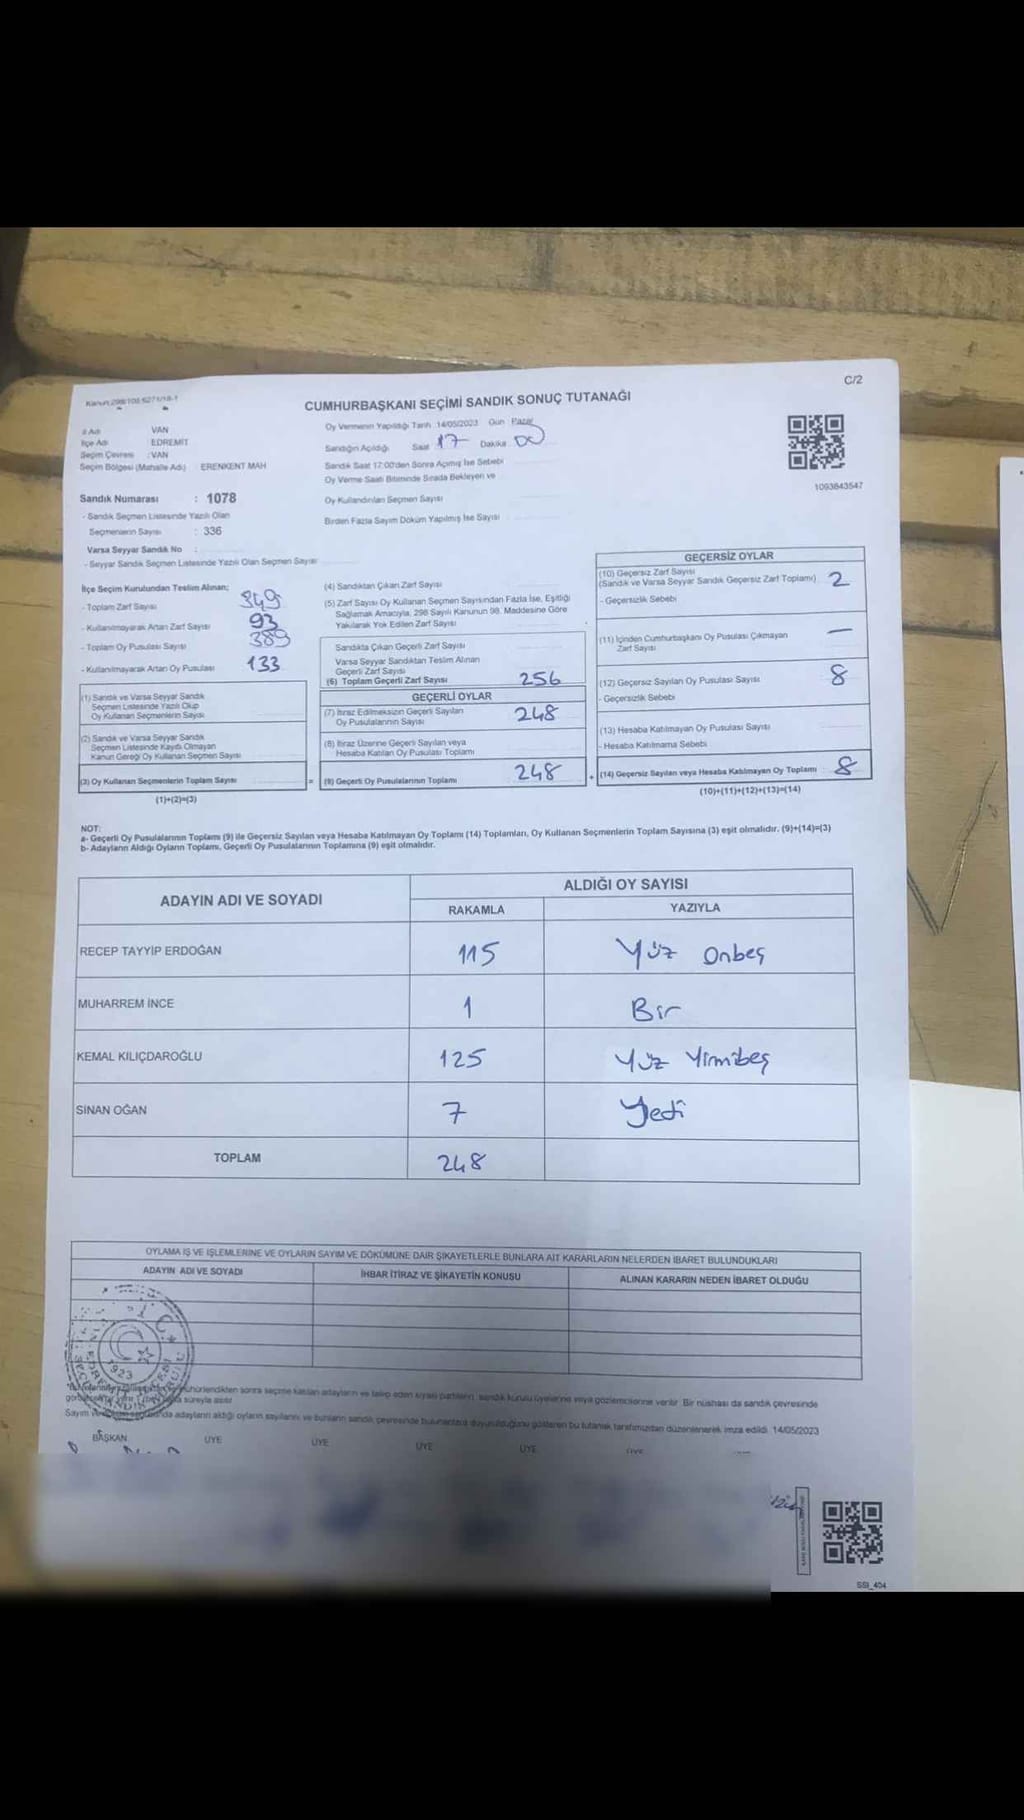 C/2
CUMHURBAŞKANI SEÇİMİ SANDIK SONUÇ TUTANAĞI
İl Adı VAN
İlçe Adı : EDREMİT
Seçim Çevresi : VAN
Seçim Bölgesi (Mahalle Adı) ERENKENT MAH
Sandık Numarası : 1078
- Sandık Seçmen Listesinde Yazılı Olan
Seçmenlerin Sayısı : 336
Varsa Seyyar Sandık No :
- Seyyar Sandık Seçmen Listesinde Yazılı Olan Seçmen Sayısı
Oy Vermenin Yapıldığı Tarih :14/05/2023 Gün Pazar
Sandığın Açıldığı Saat 17 Dakika 00
Sandık Saat 17:00'den Sonra Açımış İse Sebebi
Oy Verme Saati Bitiminde Sırada Bekleyen ve
Oy Kullandırılan Seçmen Sayısı
Birden Fazla Sayım Döküm Yapılmış İse Sayısı
1093843547
İlçe Seçim Kurulundan Teslim Alınan;
- Toplam Zarf Sayısı 349
- Kullanılmayarak Artan Zarf Sayısı 93
- Toplam Oy Pusulası Sayısı 389
- Kullanılmayarak Artan Oy Pusulası 133
(1) Sandık ve Varsa Seyyar Sandık
Seçmen Listesinde Yazılı Olup
Oy Kullanan Seçmenlerin Sayısı
(2) Sandık ve Varsa Seyyar Sandık
Seçmen Listesinde Kaydı Olmayan
Kanun Gereği Oy Kullanan Seçmen Sayısı
(3) Oy Kullanan Seçmenlerin Toplam Sayısı =
(1)+(2)=(3)
(4) Sandıktan Çıkan Zarf Sayısı
(5) Zarf Sayısı Oy Kullanan Seçmen Sayısından Fazla İse, Eşitliği
Sağlamak Amacıyla, 298 Sayılı Kanunun 98. Maddesine Göre
Yakılarak Yok Edilen Zarf Sayısı
Sandıkta Çıkan Geçerli Zarf Sayısı
Varsa Seyyar Sandıktan Teslim Alınan
Geçerli Zarf Sayısı
(6) Toplam Geçerli Zarf Sayısı 256
GEÇERLİ OYLAR
(7) İtiraz Edilmeksizin Geçerli Sayılan
Oy Pusulalarının Sayısı 248
(8) İtiraz Üzerine Geçerli Sayılan veya
Hesaba Katılan Oy Pusulası Toplamı
(9) Geçerli Oy Pusulalarının Toplamı 248 +
GEÇERSİZ OYLAR
(10) Geçersiz Zarf Sayısı
(Sandık ve Varsa Seyyar Sandık Geçersiz Zarf Toplamı) 2
- Geçersizlik Sebebi
(11) İçinden Cumhurbaşkanı Oy Pusulası Çıkmayan
Zarf Sayısı —
(12) Geçersiz Sayılan Oy Pusulası Sayısı 8
- Geçersizlik Sebebi
(13) Hesaba Katılmayan Oy Pusulası Sayısı
- Hesaba Katılmama Sebebi
(14) Geçersiz Sayılan veya Hesaba Katılmayan Oy Toplamı 8
(10)+(11)+(12)+(13)=(14)
NOT:
a- Geçerli Oy Pusulalarının Toplamı (9) ile Geçersiz Sayılan veya Hesaba Katılmayan Oy Toplamı (14) Toplamları, Oy Kullanan Seçmenlerin Toplam Sayısına (3) eşit olmalıdır. (9)+(14)=(3)
b- Adayların Aldığı Oyların Toplamı, Geçerli Oy Pusulalarının Toplamına (9) eşit olmalıdır.
ADAYIN ADI VE SOYADI ALDIĞI OY SAYISI
RAKAMLA YAZIYLA
RECEP TAYYİP ERDOĞAN 115 Yüz Onbeş
MUHARREM İNCE 1 Bir
KEMAL KILIÇDAROĞLU 125 Yüz Yirmibeş
SİNAN OĞAN 7 Yedi
TOPLAM 248
OYLAMA İŞ VE İŞLEMLERİNE VE OYLARIN SAYIM VE DÖKÜMÜNE DAİR ŞİKAYETLERLE BUNLARA AİT KARARLARIN NELERDEN İBARET BULUNDUKLARI
ADAYIN ADI VE SOYADI İHBAR İTİRAZ VE ŞİKAYETİN KONUSU ALINAN KARARIN NEDEN İBARET OLDUĞU
T.C.
1923
mühürlendikten sonra seçime katılan adayların ve talep eden siyasi partilerin, sandık kurulu üyelerine veya gözlemcilerine verilir. Bir nüshası da sandık çevresinde
süreyle asılır
adayların aldığı oyların sayılarını ve bunların sandık çevresinde bulunanlara duyurulduğunu gösteren bu tutanak tarafımızdan düzenlenerek imza edildi. 14/05/2023
BAŞKAN ÜYE ÜYE ÜYE ÜYE ÜYE
SSI_404